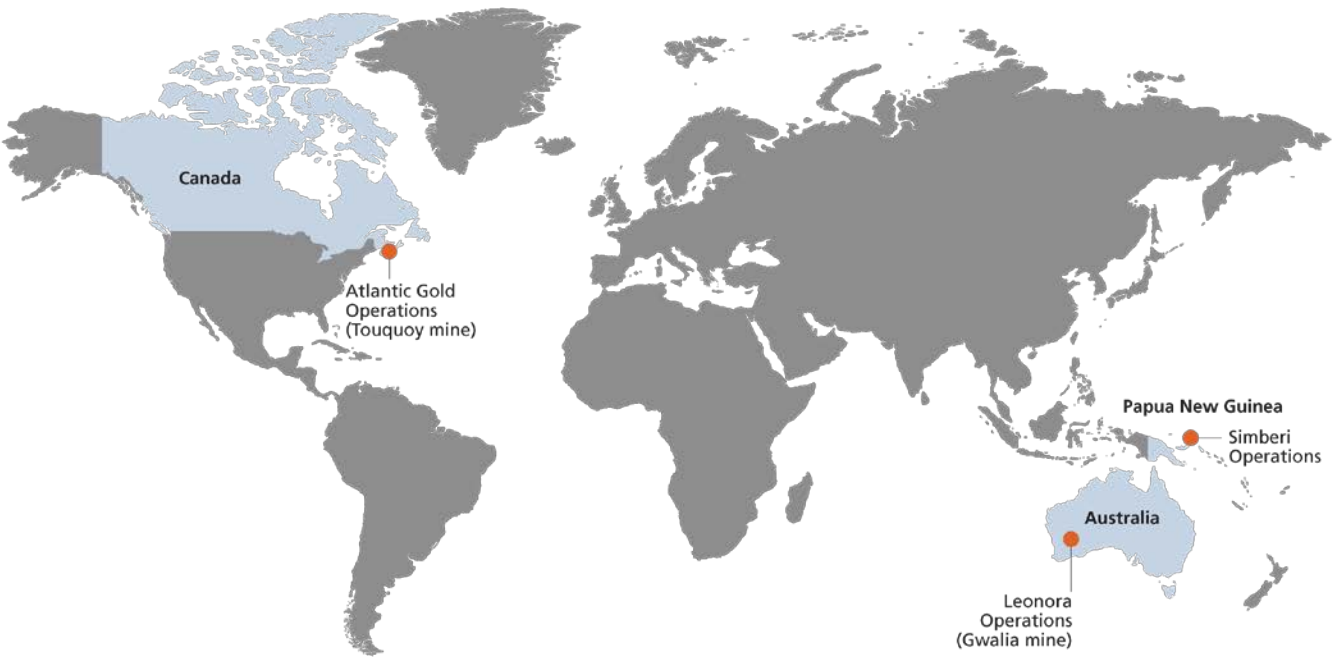 Canada
Atlantic Gold
Operations
(Touquoy mine)
Papua New Guinea
Simberi
Operations
Australia
Leonora
Operations
(Gwalia mine)